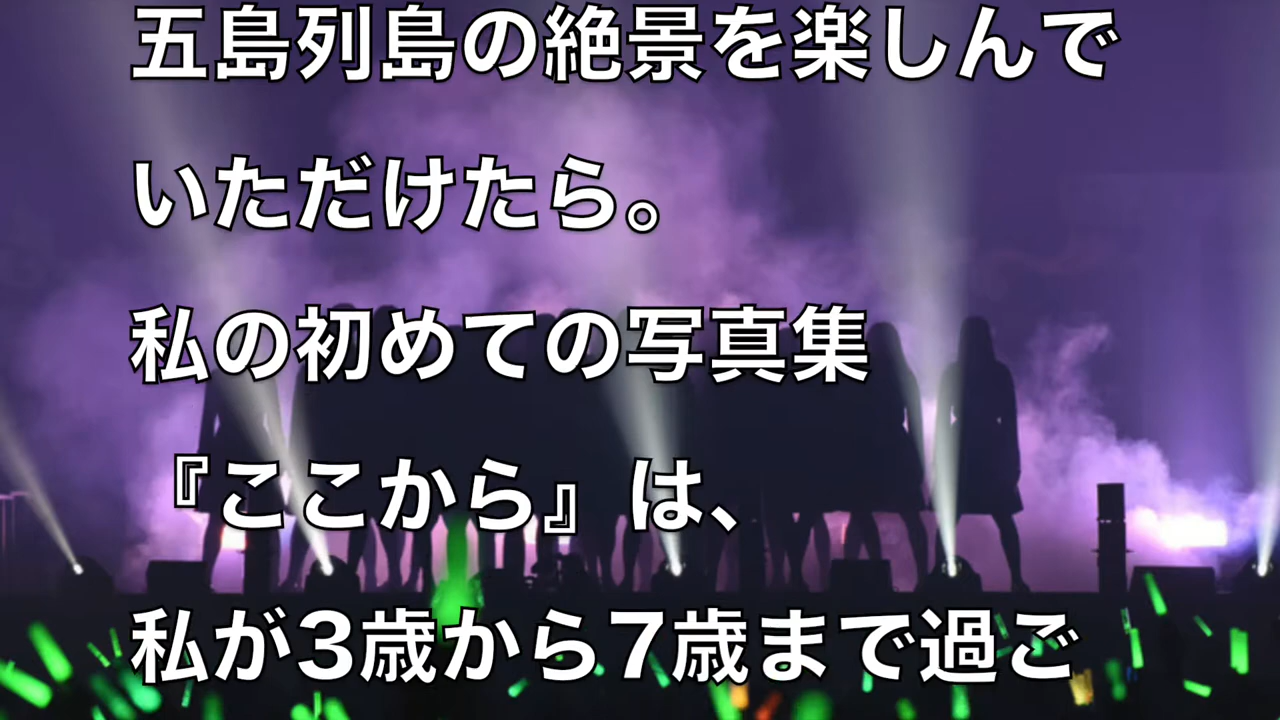 五島列島の絶景を楽しんで
いただけたら。
私の初めての写真集
『ここから』は、
私が3歳から7歳まで過ご